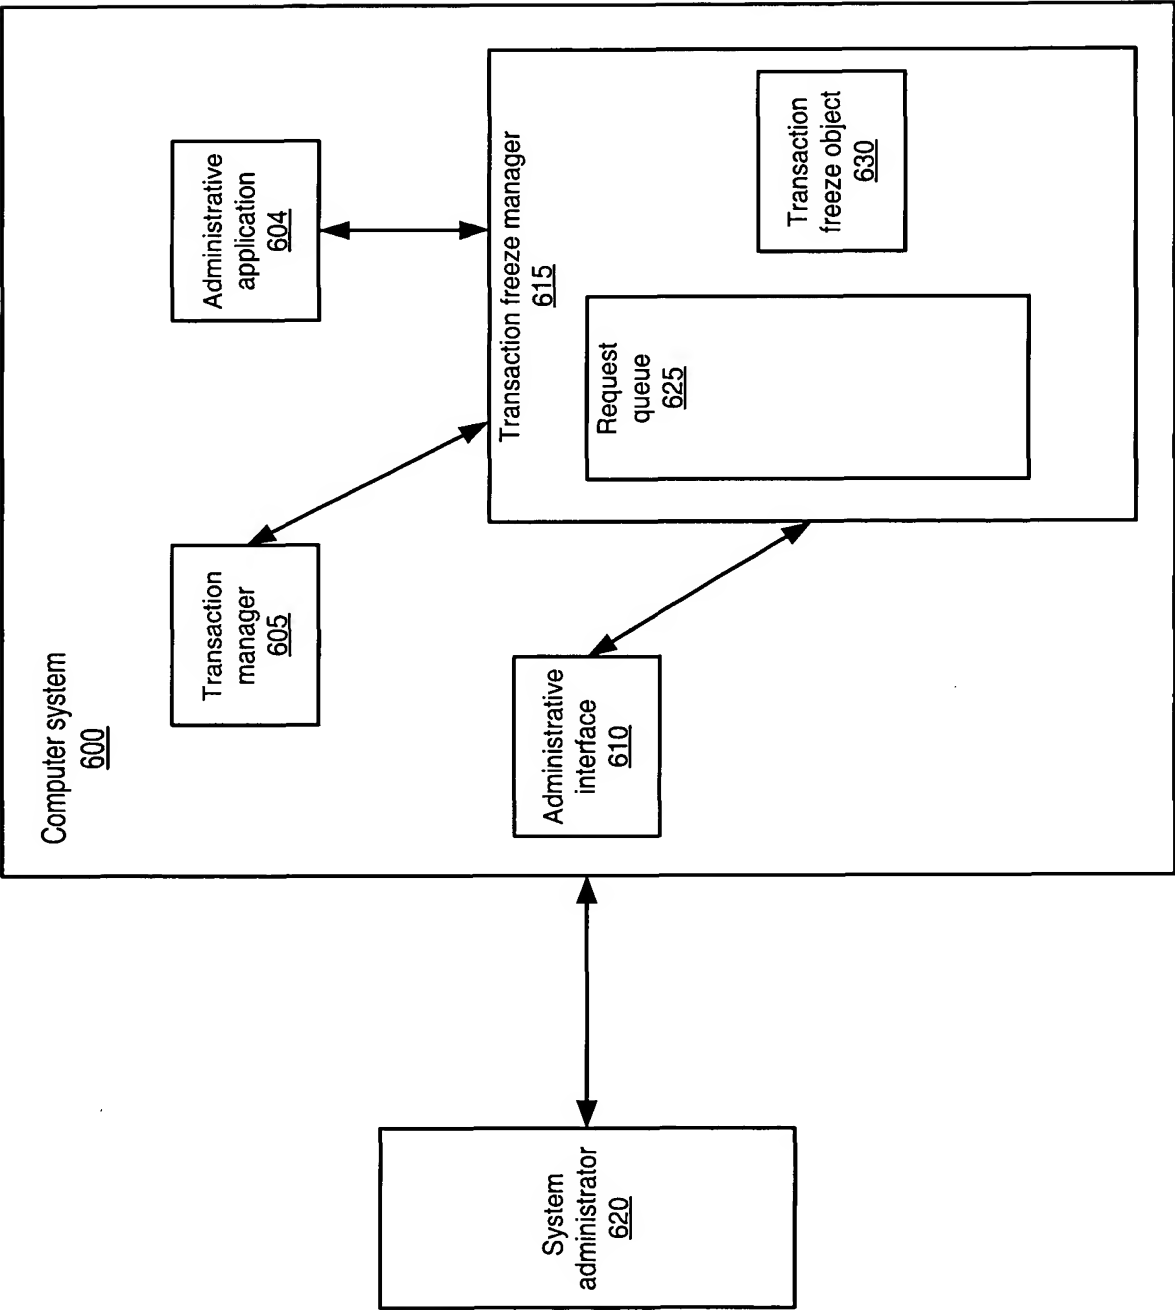 Computer system
600
Transaction
manager
605
Administrative
application
604
Administrative
interface
610
Transaction freeze manager
615
Request
queue
625
Transaction
freeze object
630
System
administrator
620